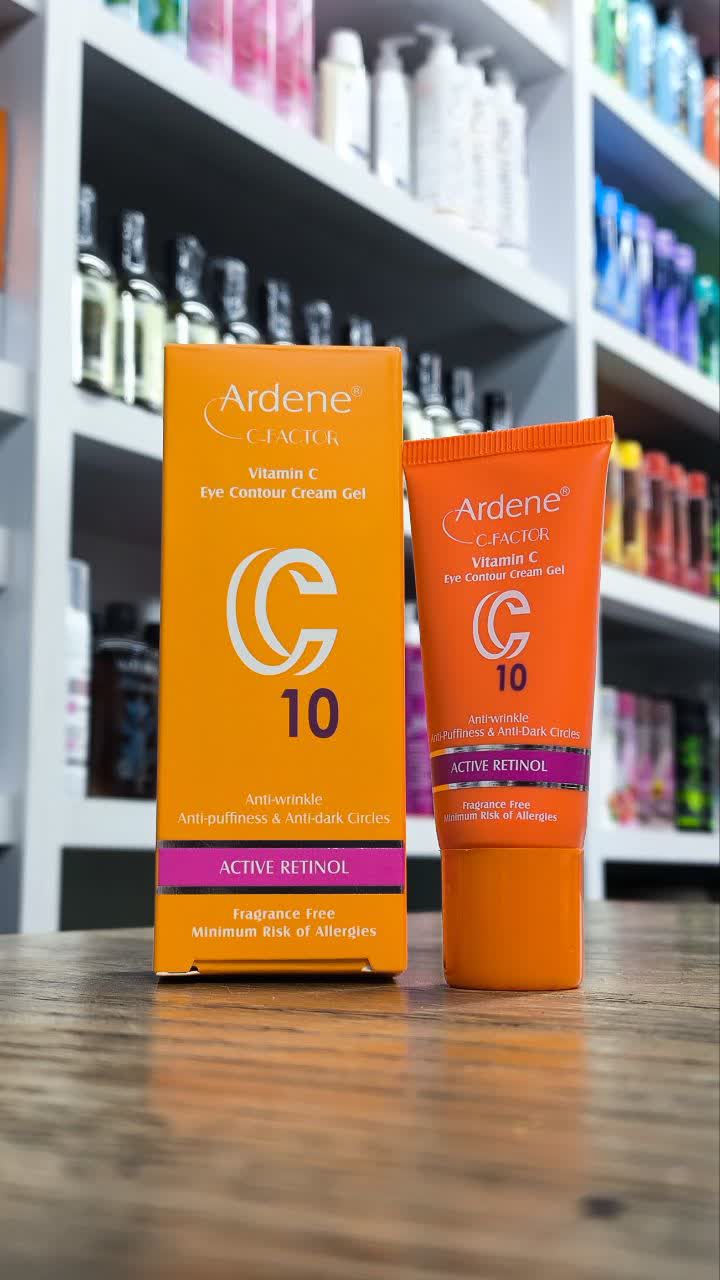 Ardene®
C-FACTOR
Vitamin C
Eye Contour Cream Gel
C
10
Anti-wrinkle
Anti-puffiness & Anti-dark Circles
ACTIVE RETINOL
Fragrance Free
Minimum Risk of Allergies
Ardene®
C-FACTOR
Vitamin C
Eye Contour Cream Gel
C
10
Anti-wrinkle
Anti-Puffiness & Anti-Dark Circles
ACTIVE RETINOL
Fragrance Free
Minimum Risk of Allergies